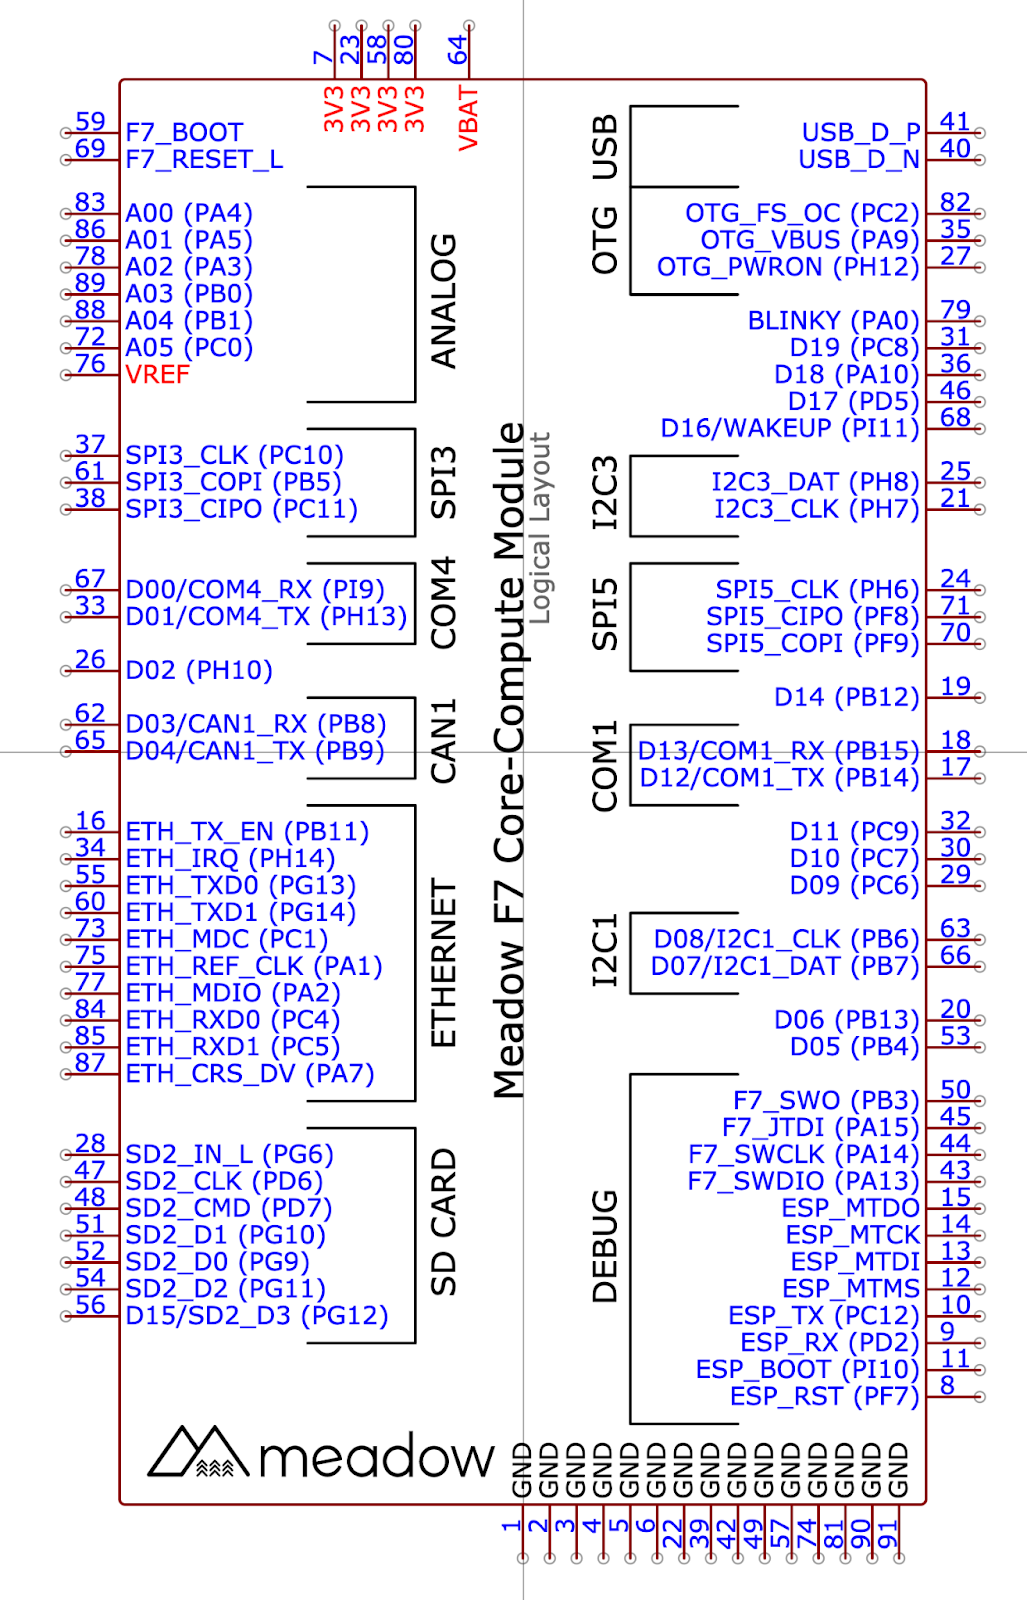 7 23 58 80 64
3V3 3V3 3V3 3V3 VBAT
59 F7_BOOT
69 F7_RESET_L
83 A00 (PA4)
86 A01 (PA5)
78 A02 (PA3)
89 A03 (PB0)
88 A04 (PB1)
72 A05 (PC0)
76 VREF
ANALOG
37 SPI3_CLK (PC10)
61 SPI3_COPI (PB5)
38 SPI3_CIPO (PC11)
SPI3
67 D00/COM4_RX (PI9)
33 D01/COM4_TX (PH13)
COM4
26 D02 (PH10)
62 D03/CAN1_RX (PB8)
65 D04/CAN1_TX (PB9)
CAN1
16 ETH_TX_EN (PB11)
34 ETH_IRQ (PH14)
55 ETH_TXD0 (PG13)
60 ETH_TXD1 (PG14)
73 ETH_MDC (PC1)
75 ETH_REF_CLK (PA1)
77 ETH_MDIO (PA2)
84 ETH_RXD0 (PC4)
85 ETH_RXD1 (PC5)
87 ETH_CRS_DV (PA7)
ETHERNET
28 SD2_IN_L (PG6)
47 SD2_CLK (PD6)
48 SD2_CMD (PD7)
51 SD2_D1 (PG10)
52 SD2_D0 (PG9)
54 SD2_D2 (PG11)
56 D15/SD2_D3 (PG12)
SD CARD
Meadow F7 Core-Compute Module
Logical Layout
USB
USB_D_P 41
USB_D_N 40
OTG
OTG_FS_OC (PC2) 82
OTG_VBUS (PA9) 35
OTG_PWRON (PH12) 27
BLINKY (PA0) 79
D19 (PC8) 31
D18 (PA10) 36
D17 (PD5) 46
D16/WAKEUP (PI11) 68
I2C3
I2C3_DAT (PH8) 25
I2C3_CLK (PH7) 21
SPI5
SPI5_CLK (PH6) 24
SPI5_CIPO (PF8) 71
SPI5_COPI (PF9) 70
D14 (PB12) 19
COM1
D13/COM1_RX (PB15) 18
D12/COM1_TX (PB14) 17
D11 (PC9) 32
D10 (PC7) 30
D09 (PC6) 29
I2C1
D08/I2C1_CLK (PB6) 63
D07/I2C1_DAT (PB7) 66
D06 (PB13) 20
D05 (PB4) 53
DEBUG
F7_SWO (PB3) 50
F7_JTDI (PA15) 45
F7_SWCLK (PA14) 44
F7_SWDIO (PA13) 43
ESP_MTDO 15
ESP_MTCK 14
ESP_MTDI 13
ESP_MTMS 12
ESP_TX (PC12) 10
ESP_RX (PD2) 9
ESP_BOOT (PI10) 11
ESP_RST (PF7) 8
meadow
GND GND GND GND GND GND GND GND GND GND GND GND GND GND GND
1 2 3 4 5 6 22 39 42 49 57 74 81 90 91